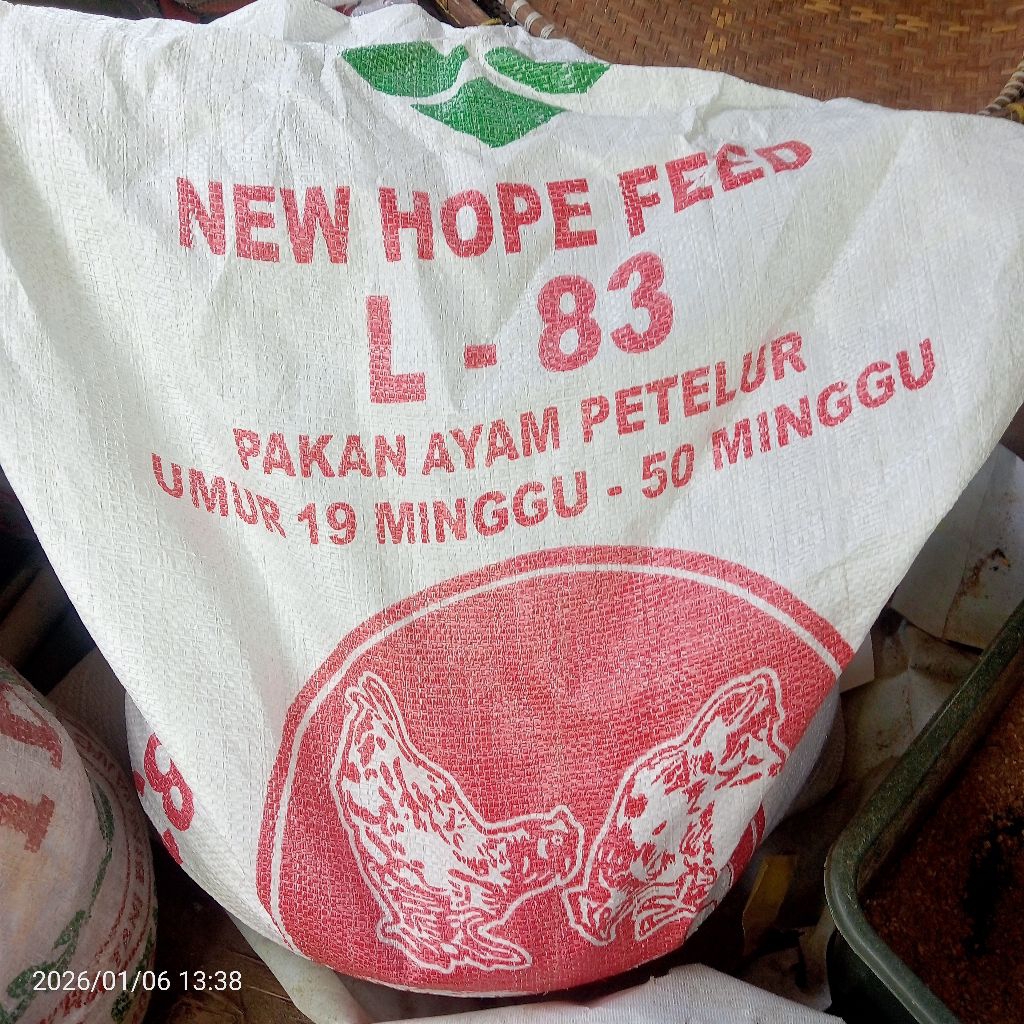 NEW HOPE FEED
L - 83
PAKAN AYAM PETELUR
UMUR 19 MINGGU - 50 MINGGU
2026/01/06 13:38